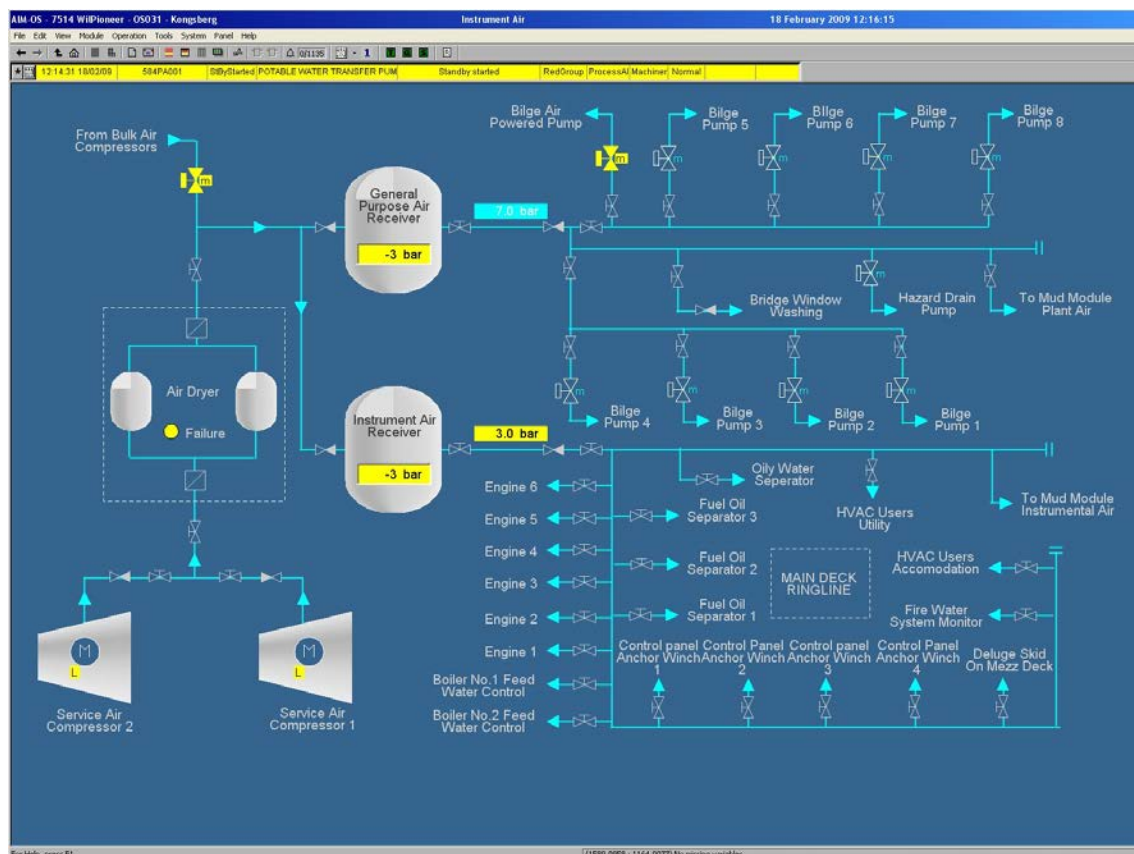 AIM-OS - 7514 WilPioneer - OS031 - Kongsberg
Instrument Air
18 February 2009 12:16:15
File Edit View Module Operation Tools System Panel Help
0/1135
1
12:14:31 18/02/09 584PA001 StByStarted POTABLE WATER TRANSFER PUM Standby started RedGroup ProcessAl Machiner Normal
From Bulk Air
Compressors
m
Bilge Air
Powered Pump
m
Bilge
Pump 5
m
BIlge
Pump 6
m
Bilge
Pump 7
m
Bilge
Pump 8
m
General
Purpose Air
Receiver
-3 bar
7.0 bar
Bridge Window
Washing
m
Hazard Drain
Pump
To Mud Module
Plant Air
Air Dryer
Failure
m
Bilge
Pump 4
m
Bilge
Pump 3
m
Bilge
Pump 2
m
Bilge
Pump 1
Instrument Air
Receiver
-3 bar
3.0 bar
Oily Water
Seperator
HVAC Users
Utility
To Mud Module
Instrumental Air
Engine 6
Engine 5
Engine 4
Engine 3
Engine 2
Engine 1
Boiler No.1 Feed
Water Control
Boiler No.2 Feed
Water Control
Fuel Oil
Separator 3
Fuel Oil
Separator 2
Fuel Oil
Separator 1
MAIN DECK
RINGLINE
HVAC Users
Accomodation
Fire Water
System Monitor
Control panel
Anchor Winch
1
Control Panel
Anchor Winch
2
Control panel
Anchor Winch
3
Control Panel
Anchor Winch
4
Deluge Skid
On Mezz Deck
M
L
Service Air
Compressor 2
M
L
Service Air
Compressor 1